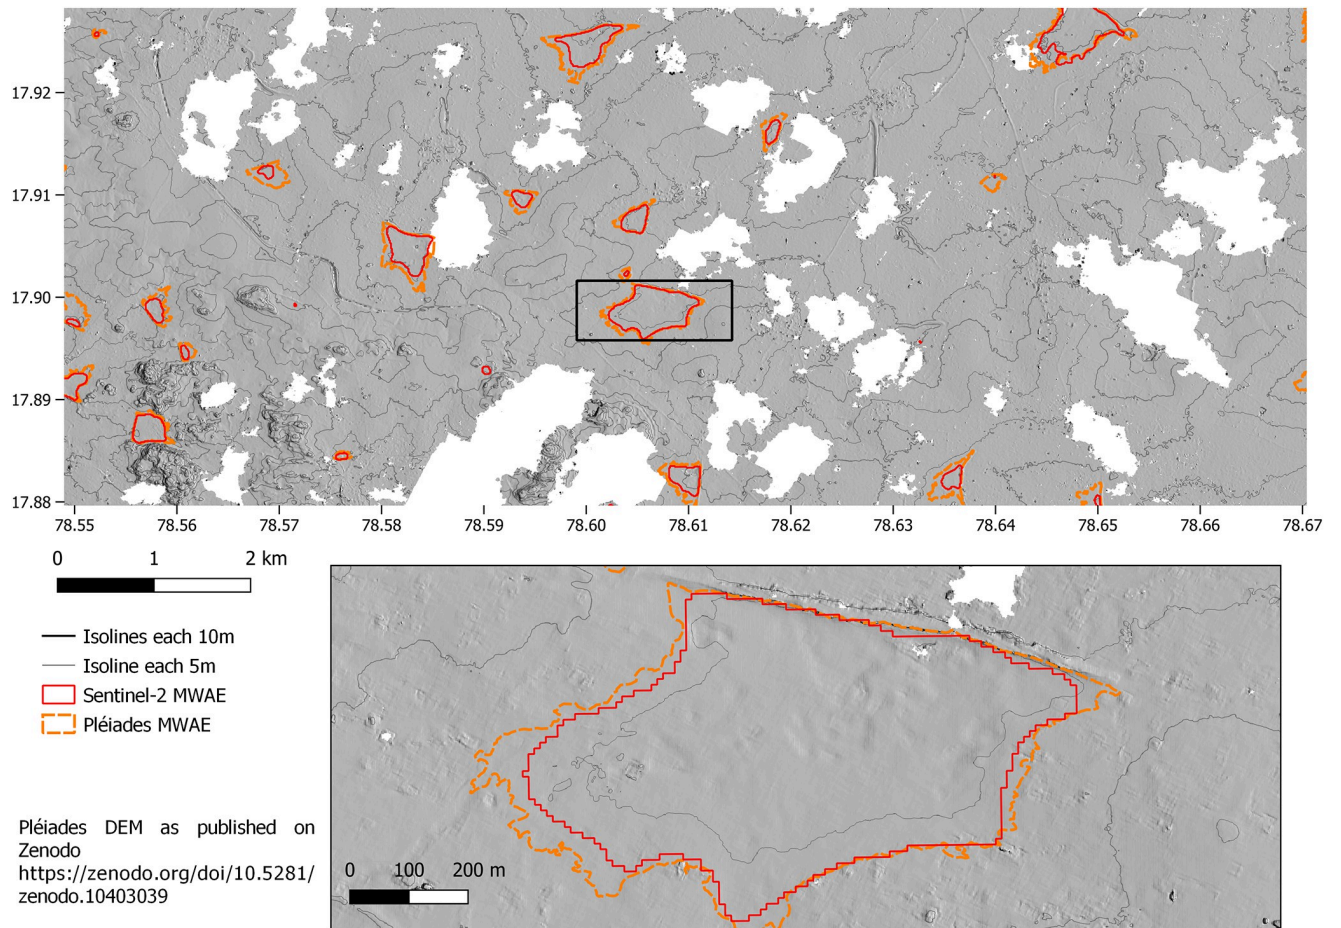 17.92
17.91
17.90
17.89
17.88
78.55 78.56 78.57 78.58 78.59 78.60 78.61 78.62 78.63 78.64 78.65 78.66 78.67
0 1 2 km
Isolines each 10m
Isoline each 5m
Sentinel-2 MWAE
Pléiades MWAE
Pléiades DEM as published on
Zenodo
https://zenodo.org/doi/10.5281/
zenodo.10403039
0 100 200 m